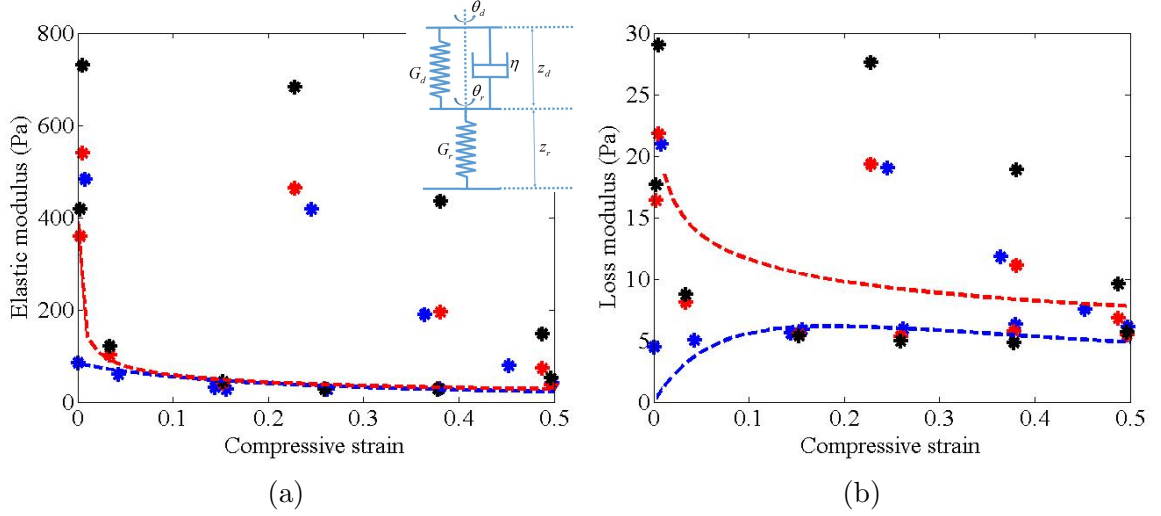 800
600
400
200
0
Elastic modulus (Pa)
0 0.1 0.2 0.3 0.4 0.5
Compressive strain
θd
Gd
η
zd
θr
Gr
zr
(a)
30
25
20
15
10
5
0
Loss modulus (Pa)
0 0.1 0.2 0.3 0.4 0.5
Compressive strain
(b)